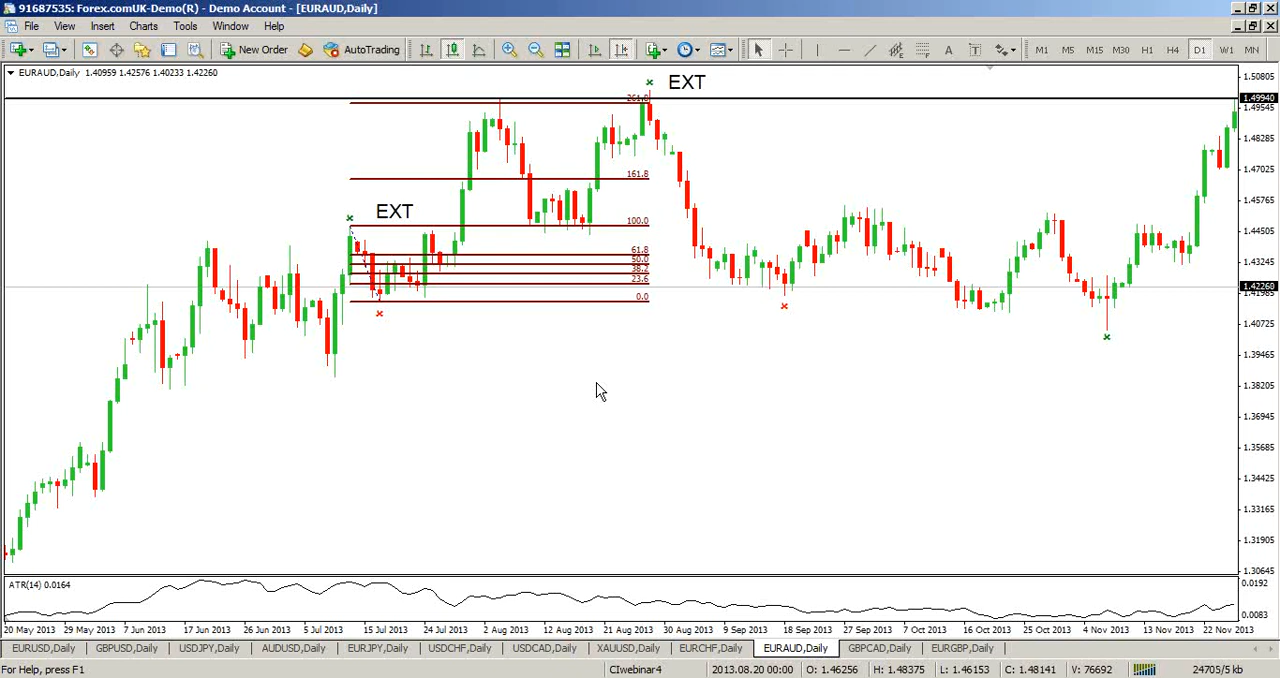 91687535: Forex.comUK-Demo(R) - Demo Account - [EURAUD,Daily]
File View Insert Charts Tools Window Help
New Order AutoTrading A T M1 M5 M15 M30 H1 H4 D1 W1 MN
EURAUD,Daily 1.40959 1.42576 1.40233 1.42260
EXT
261.8
161.8
EXT
100.0
61.8
50.0
38.2
23.6
0.0
1.50805
1.49940
1.49545
1.48285
1.47025
1.45765
1.44505
1.43245
1.42260
1.41985
1.40725
1.39465
1.38205
1.36945
1.35685
1.34425
1.33165
1.31905
1.30645
ATR(14) 0.0164
0.0192
0.0083
20 May 2013 29 May 2013 7 Jun 2013 17 Jun 2013 26 Jun 2013 5 Jul 2013 15 Jul 2013 24 Jul 2013 2 Aug 2013 12 Aug 2013 21 Aug 2013 30 Aug 2013 9 Sep 2013 18 Sep 2013 27 Sep 2013 7 Oct 2013 16 Oct 2013 25 Oct 2013 4 Nov 2013 13 Nov 2013 22 Nov 2013
EURUSD,Daily GBPUSD,Daily USDJPY,Daily AUDUSD,Daily EURJPY,Daily USDCHF,Daily USDCAD,Daily XAUUSD,Daily EURCHF,Daily EURAUD,Daily GBPCAD,Daily EURGBP,Daily
For Help, press F1 CIwebinar4 2013.08.20 00:00 O: 1.46256 H: 1.48375 L: 1.46153 C: 1.48141 V: 76692 24705/5 kb